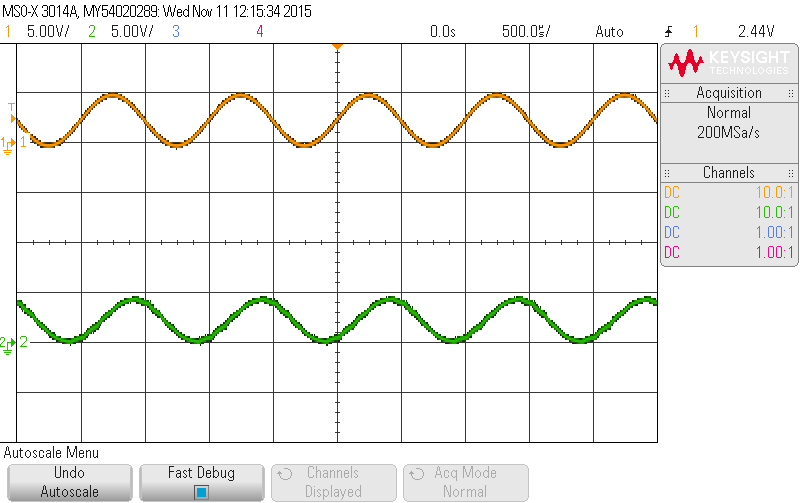 MSO-X 3014A, MY54020289: Wed Nov 11 12:15:34 2015
1 5.00V/ 2 5.00V/ 3 4 0.0s 500.0㎲/ Auto 1 2.44V
KEYSIGHT
TECHNOLOGIES
Acquisition
Normal
200MSa/s
Channels
DC 10.0:1
DC 10.0:1
DC 1.00:1
DC 1.00:1
T
1 1
2 2
Autoscale Menu
Undo
Autoscale
Fast Debug
Channels
Displayed
Acq Mode
Normal